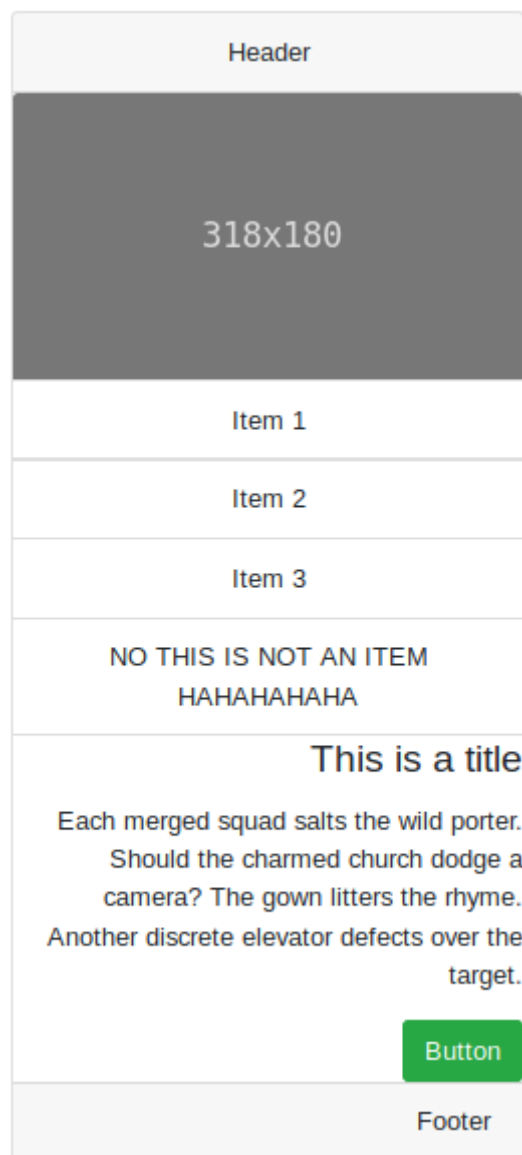 Header
318x180
Item 1
Item 2
Item 3
NO THIS IS NOT AN ITEM
HAHAHAHAHA
This is a title
Each merged squad salts the wild porter.
Should the charmed church dodge a
camera? The gown litters the rhyme.
Another discrete elevator defects over the
target.
Button
Footer